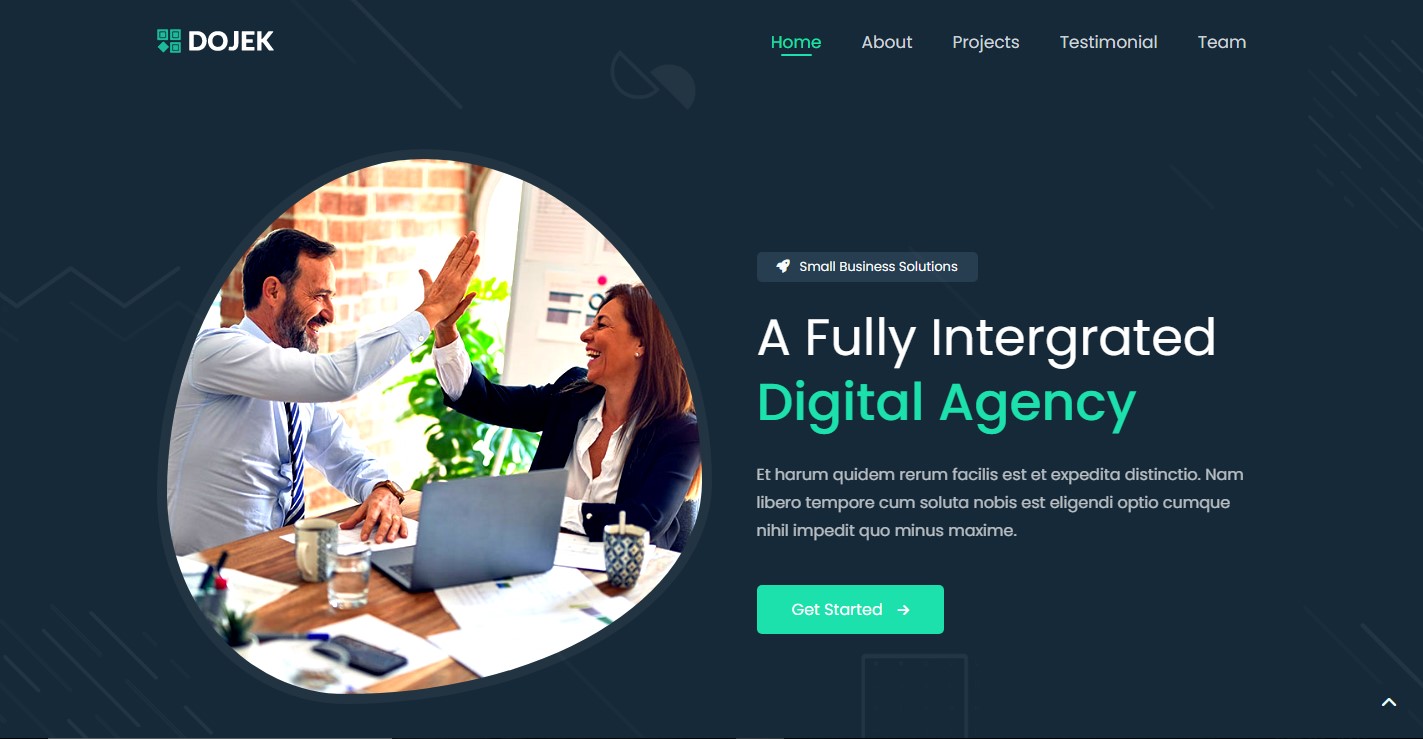 DOJEK
Home About Projects Testimonial Team
Small Business Solutions
A Fully Intergrated
Digital Agency
Et harum quidem rerum facilis est et expedita distinctio. Nam
libero tempore cum soluta nobis est eligendi optio cumque
nihil impedit quo minus maxime.
Get Started →